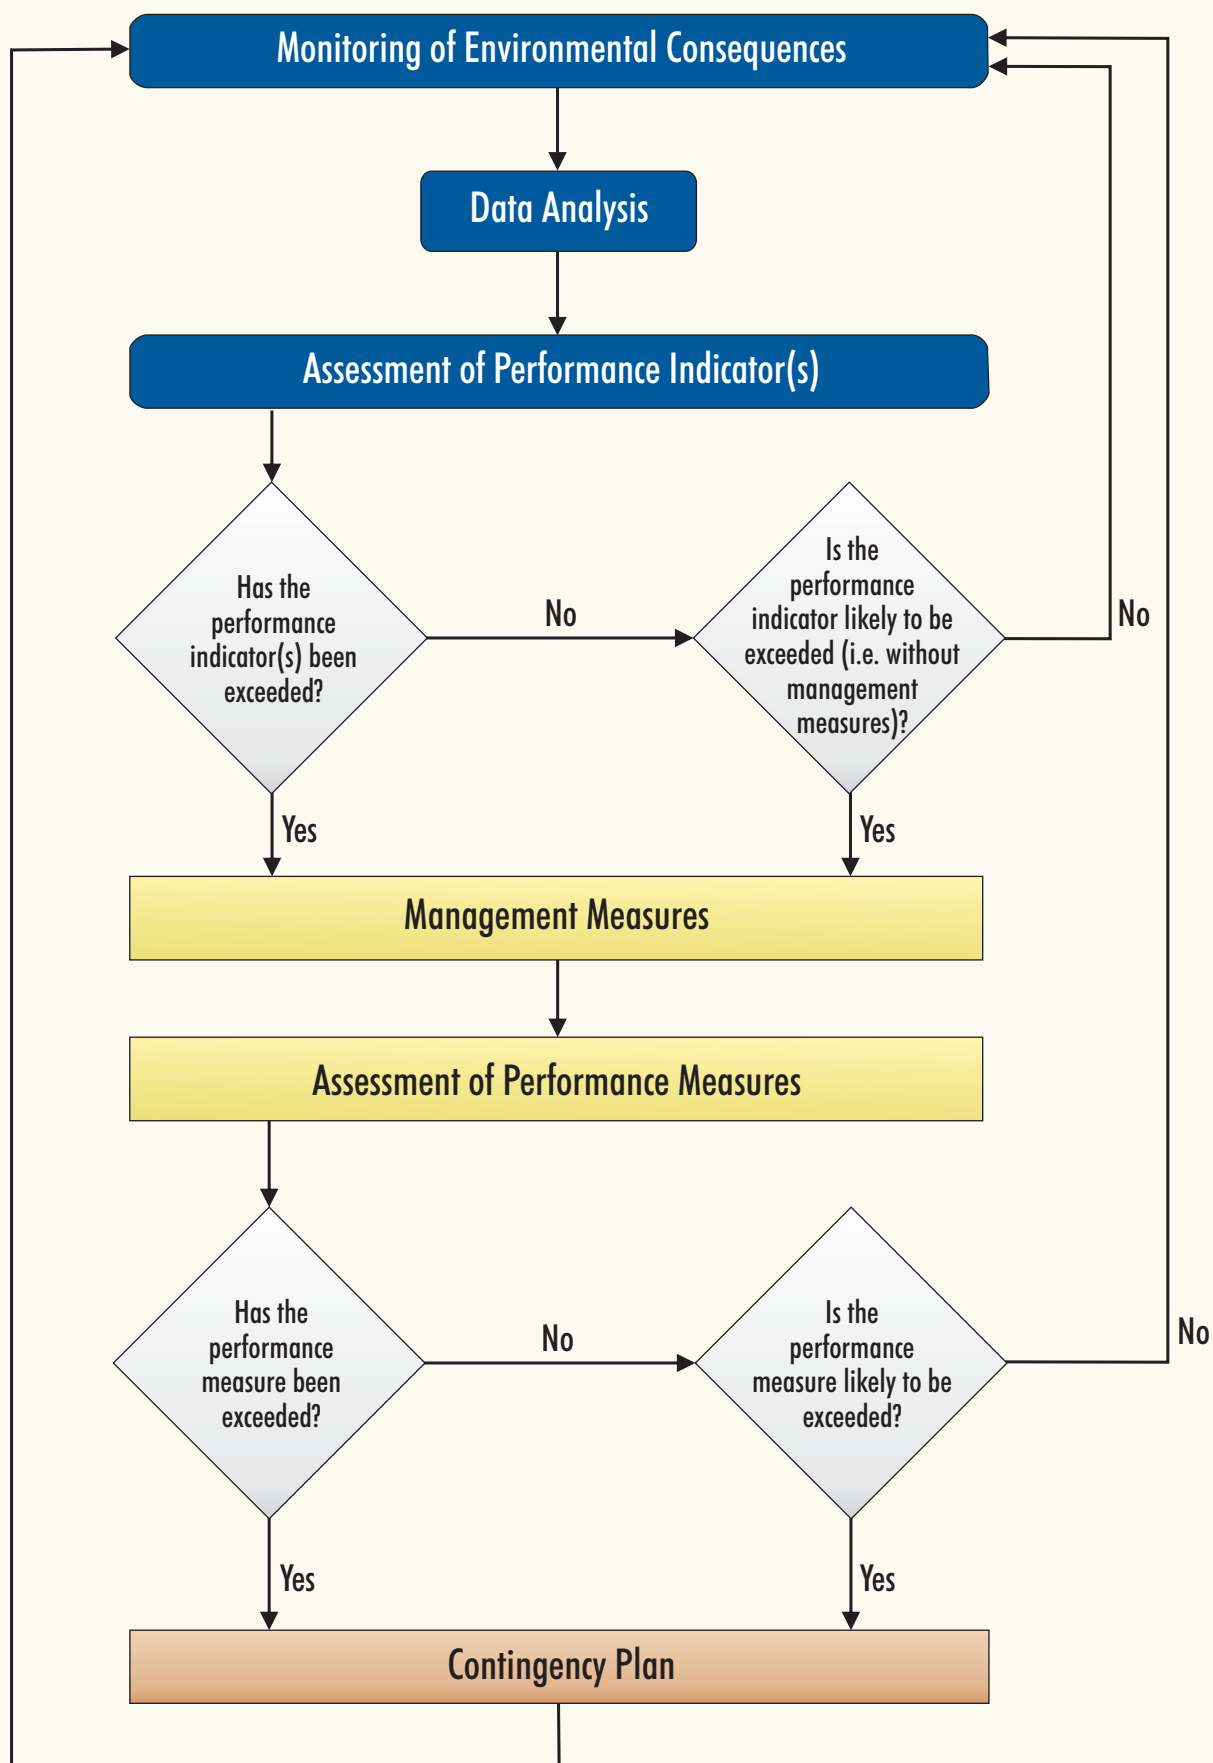 Monitoring of Environmental Consequences
Data Analysis
Assessment of Performance Indicator(s)
Has the
performance
indicator(s) been
exceeded?
No
Is the
performance
indicator likely to be
exceeded (i.e. without
management
measures)?
No
Yes
Yes
Management Measures
Assessment of Performance Measures
Has the
performance
measure been
exceeded?
No
Is the
performance
measure likely to be
exceeded?
No
Yes
Yes
Contingency Plan